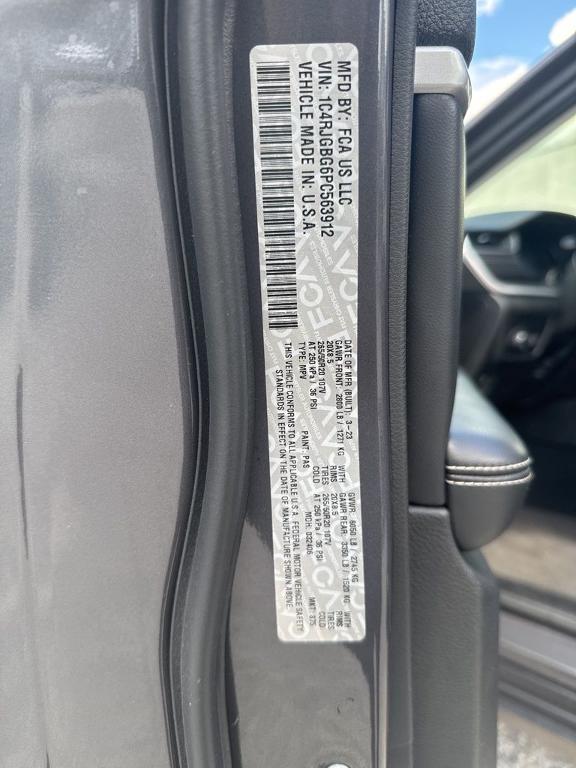 MFD BY: FCA US LLC
VIN: 1C4RJGBG6PC563912
VEHICLE MADE IN: U.S.A.
DATE OF MFR (BUILT): 3-23
GVWR: 6050 LB / 2745 KG
GAWR FRONT: 2800 LB / 1271 KG WITH
GAWR REAR: 3350 LB / 1520 KG WITH
20X8.5 RIMS
20X8.5 RIMS
265/50R20 107V TIRES
265/50R20 107V TIRES
AT 250 kPa / 36 PSI COLD
AT 250 kPa / 36 PSI COLD
TYPE: MPV PAINT: PAS MDH: 032406 MKT: S75
THIS VEHICLE CONFORMS TO ALL APPLICABLE U.S.A. FEDERAL MOTOR VEHICLE SAFETY
STANDARDS IN EFFECT ON THE DATE OF MANUFACTURE SHOWN ABOVE.